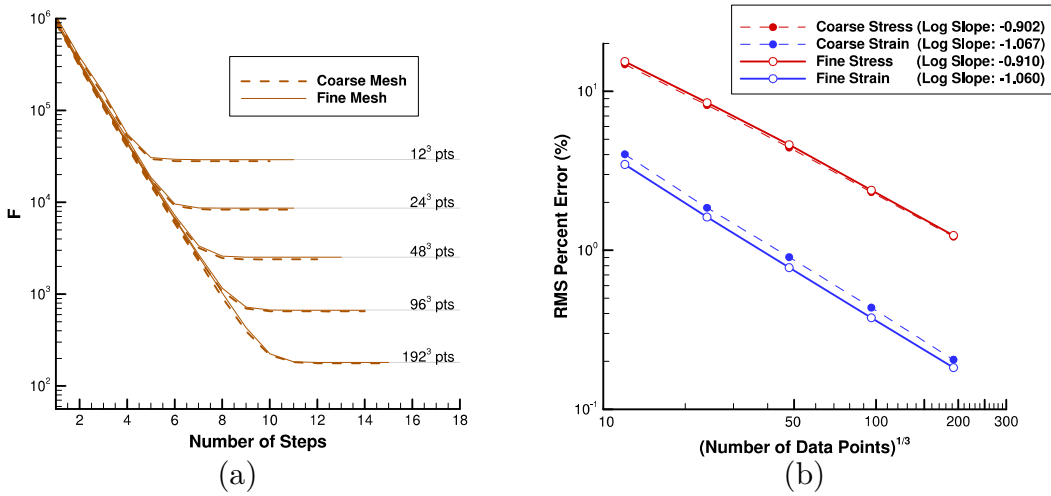 10^6
10^5
10^4
10^3
10^2
F
Coarse Mesh
Fine Mesh
12^3 pts
24^3 pts
48^3 pts
96^3 pts
192^3 pts
2 4 6 8 10 12 14 16 18
Number of Steps
(a)
Coarse Stress (Log Slope: -0.902)
Coarse Strain (Log Slope: -1.067)
Fine Stress (Log Slope: -0.910)
Fine Strain (Log Slope: -1.060)
10^1
10^0
10^-1
RMS Percent Error (%)
10 50 100 200 300
(Number of Data Points)^1/3
(b)